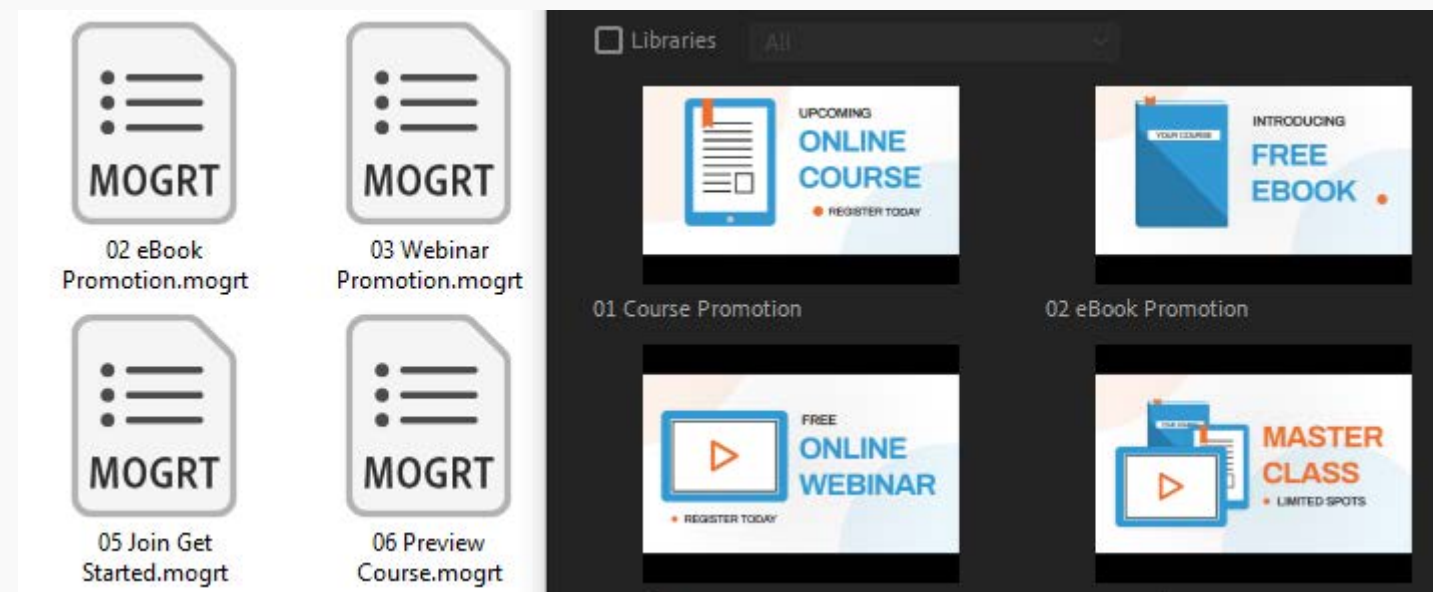 MOGRT
02 eBook
Promotion.mogrt
MOGRT
03 Webinar
Promotion.mogrt
MOGRT
05 Join Get
Started.mogrt
MOGRT
06 Preview
Course.mogrt
Libraries
All
UPCOMING
ONLINE
COURSE
REGISTER TODAY
01 Course Promotion
YOUR COURSE
INTRODUCING
FREE
EBOOK
02 eBook Promotion
FREE
ONLINE
WEBINAR
REGISTER TODAY
MASTER
CLASS
LIMITED SPOTS